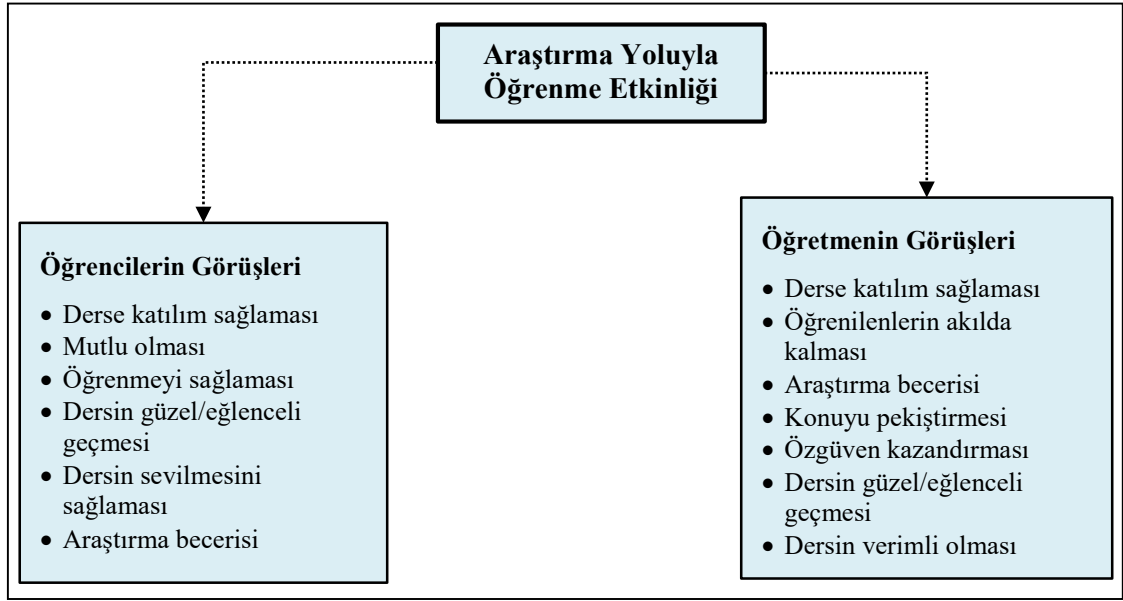 Araştırma Yoluyla
Öğrenme Etkinliği
Öğrencilerin Görüşleri
• Derse katılım sağlaması
• Mutlu olması
• Öğrenmeyi sağlaması
• Dersin güzel/eğlenceli
geçmesi
• Dersin sevilmesini
sağlaması
• Araştırma becerisi
Öğretmenin Görüşleri
• Derse katılım sağlaması
• Öğrenilenlerin akılda
kalması
• Araştırma becerisi
• Konuyu pekiştirmesi
• Özgüven kazandırması
• Dersin güzel/eğlenceli
geçmesi
• Dersin verimli olması